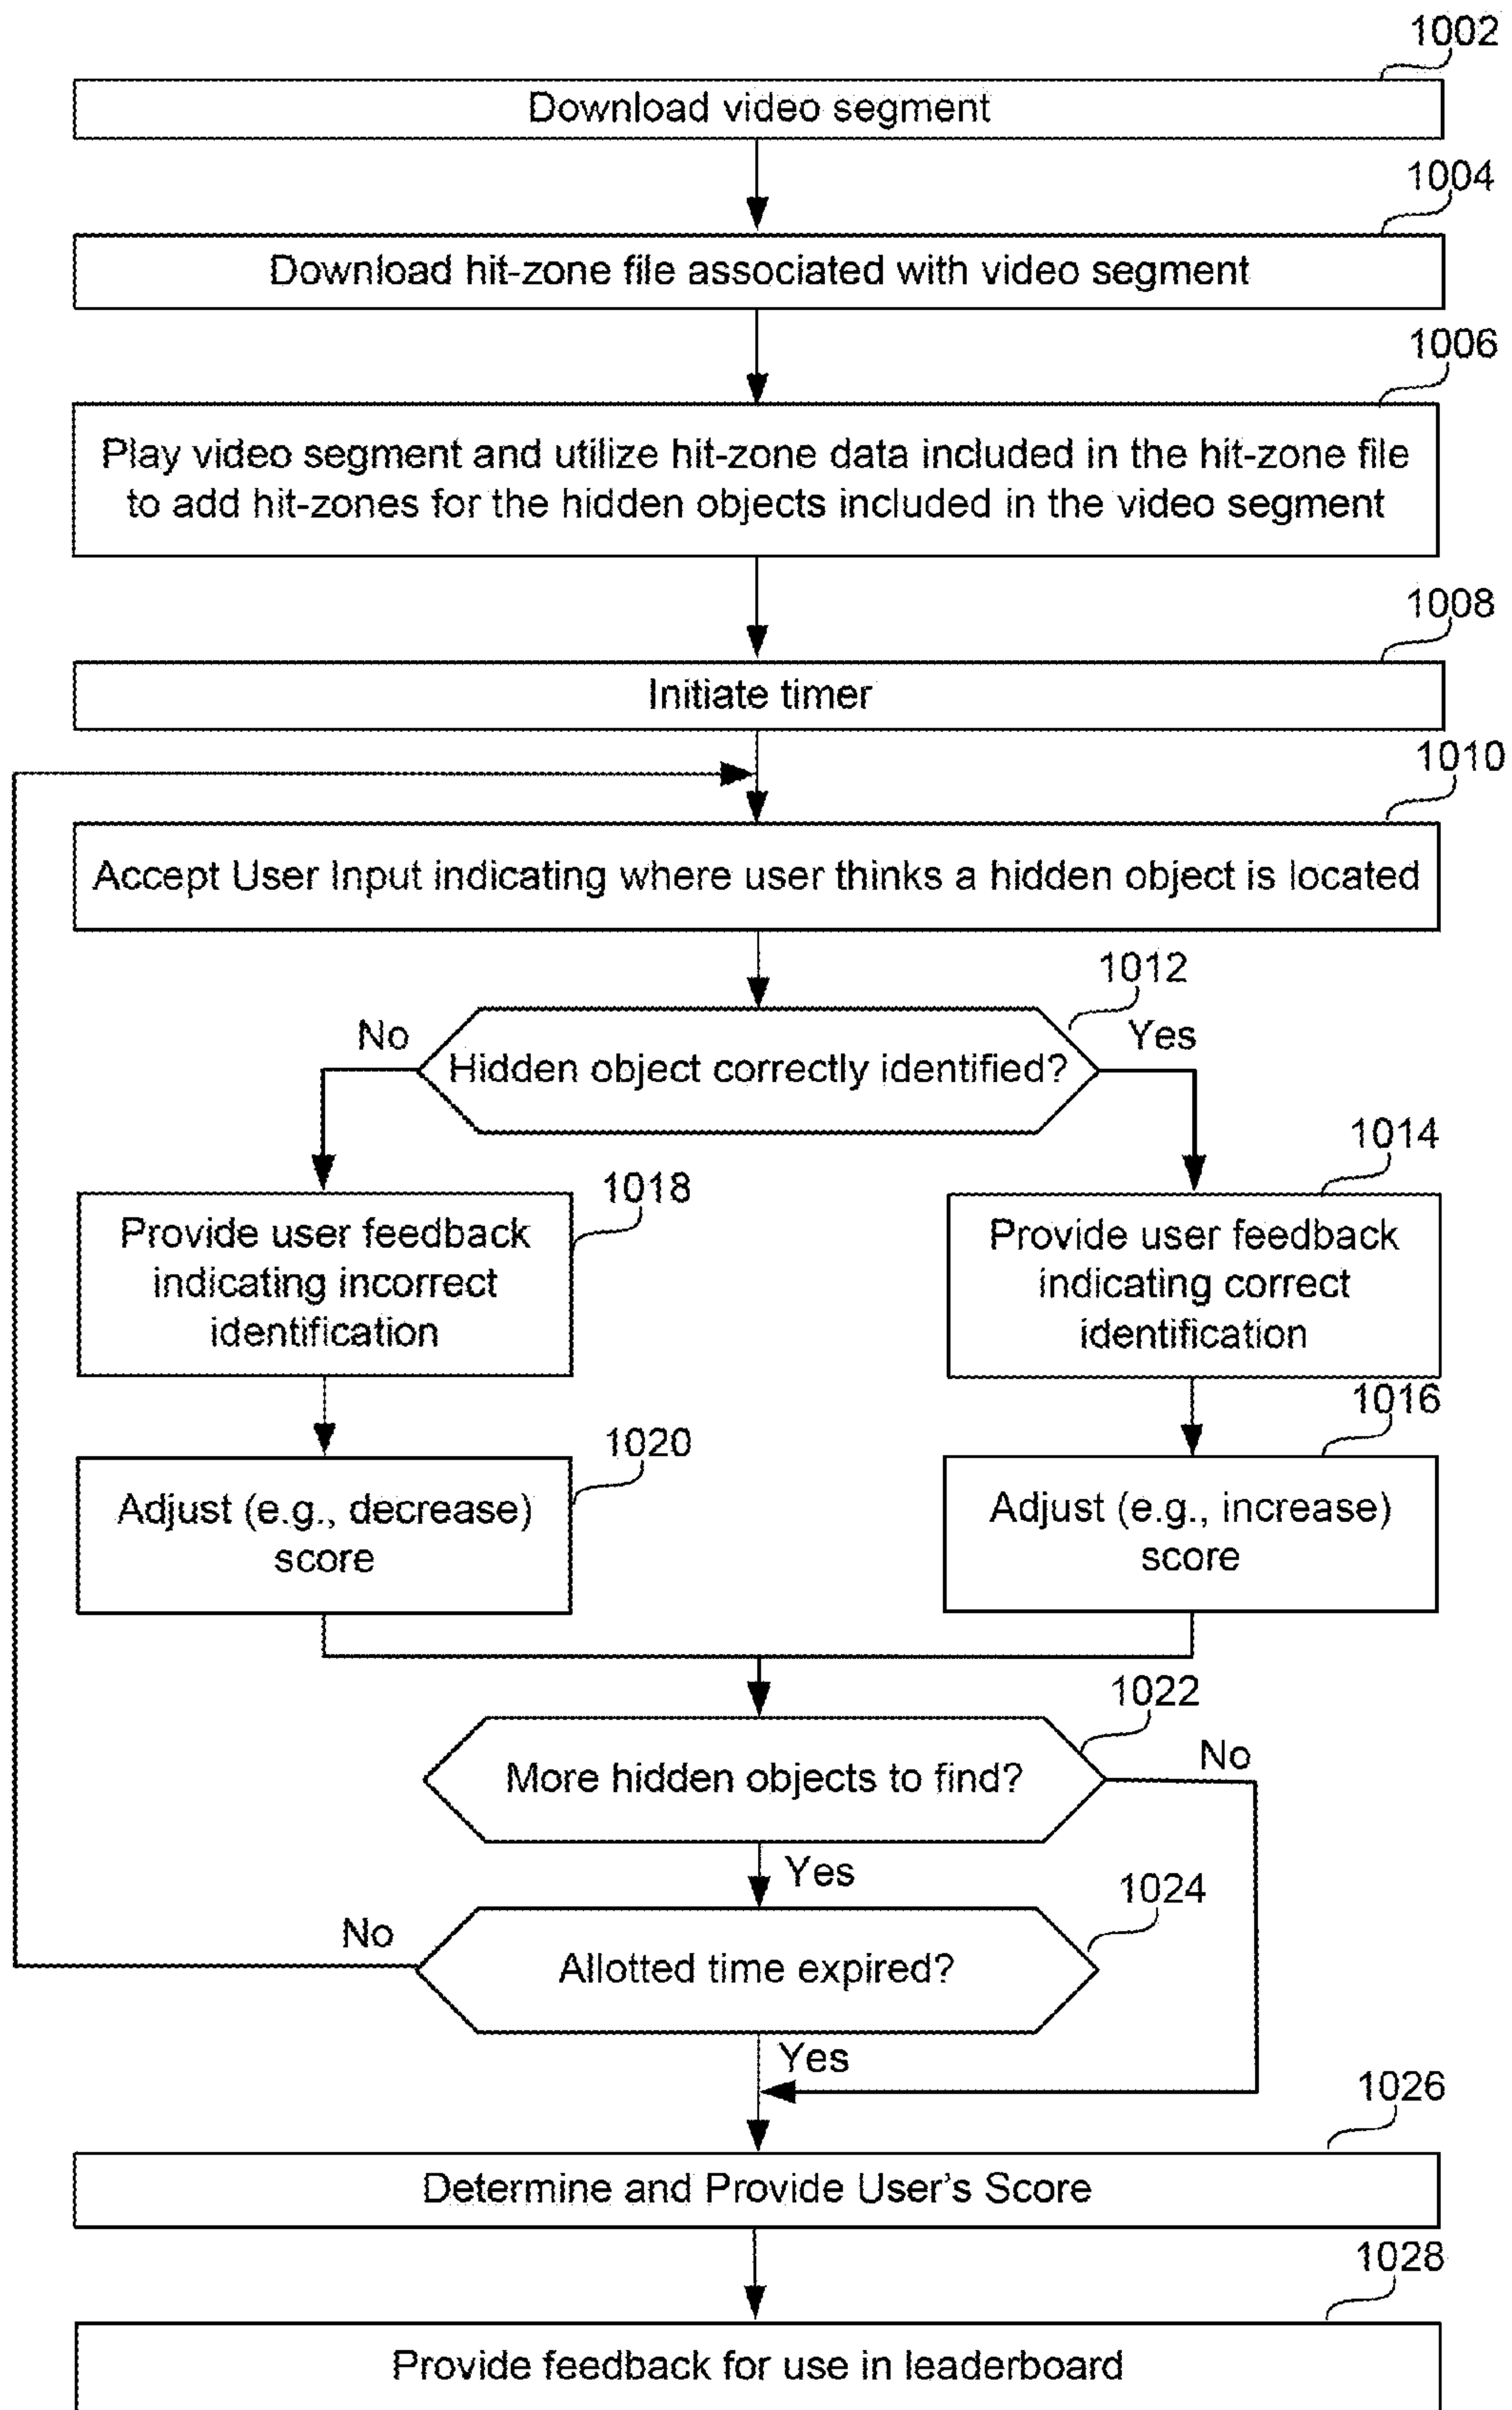 1002
Download video segment
1004
Download hit-zone file associated with video segment
1006
Play video segment and utilize hit-zone data included in the hit-zone file
to add hit-zones for the hidden objects included in the video segment
1008
Initiate timer
1010
Accept User Input indicating where user thinks a hidden object is located
1012
No
Yes
Hidden object correctly identified?
1014
1018
Provide user feedback
indicating incorrect
identification
Provide user feedback
indicating correct
identification
1016
1020
Adjust (e.g., decrease)
score
Adjust (e.g., increase)
score
1022
No
More hidden objects to find?
Yes
1024
No
Allotted time expired?
Yes
1026
Determine and Provide User's Score
1028
Provide feedback for use in leaderboard